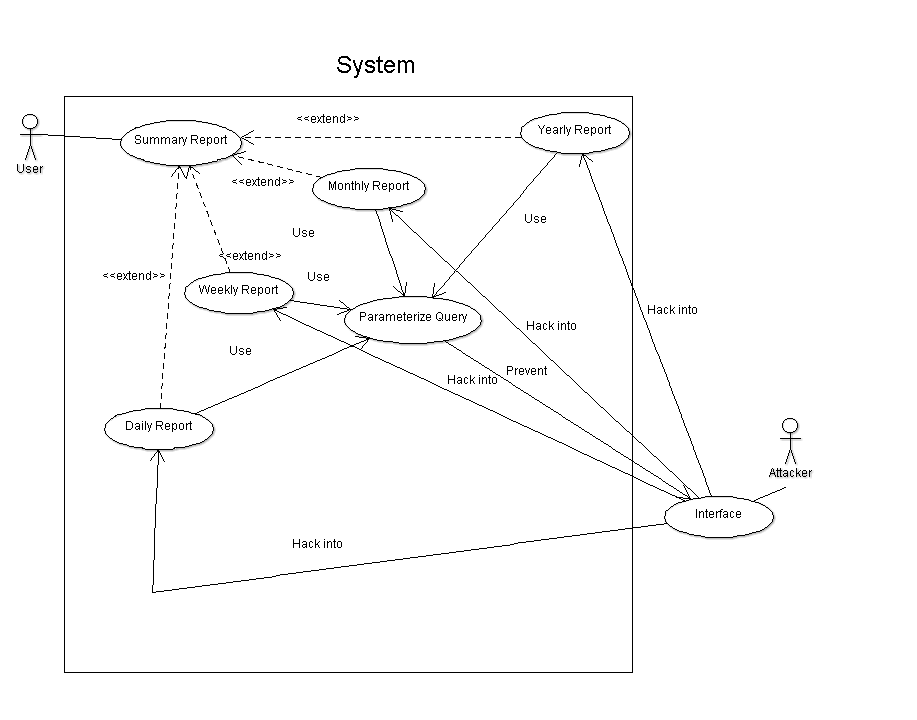 System
<<extend>>
Yearly Report
Summary Report
User
<<extend>>
Monthly Report
Use
Use
<<extend>>
<<extend>>
Use
Weekly Report
Hack into
Parameterize Query
Hack into
Use
Prevent
Hack into
Daily Report
Attacker
Interface
Hack into